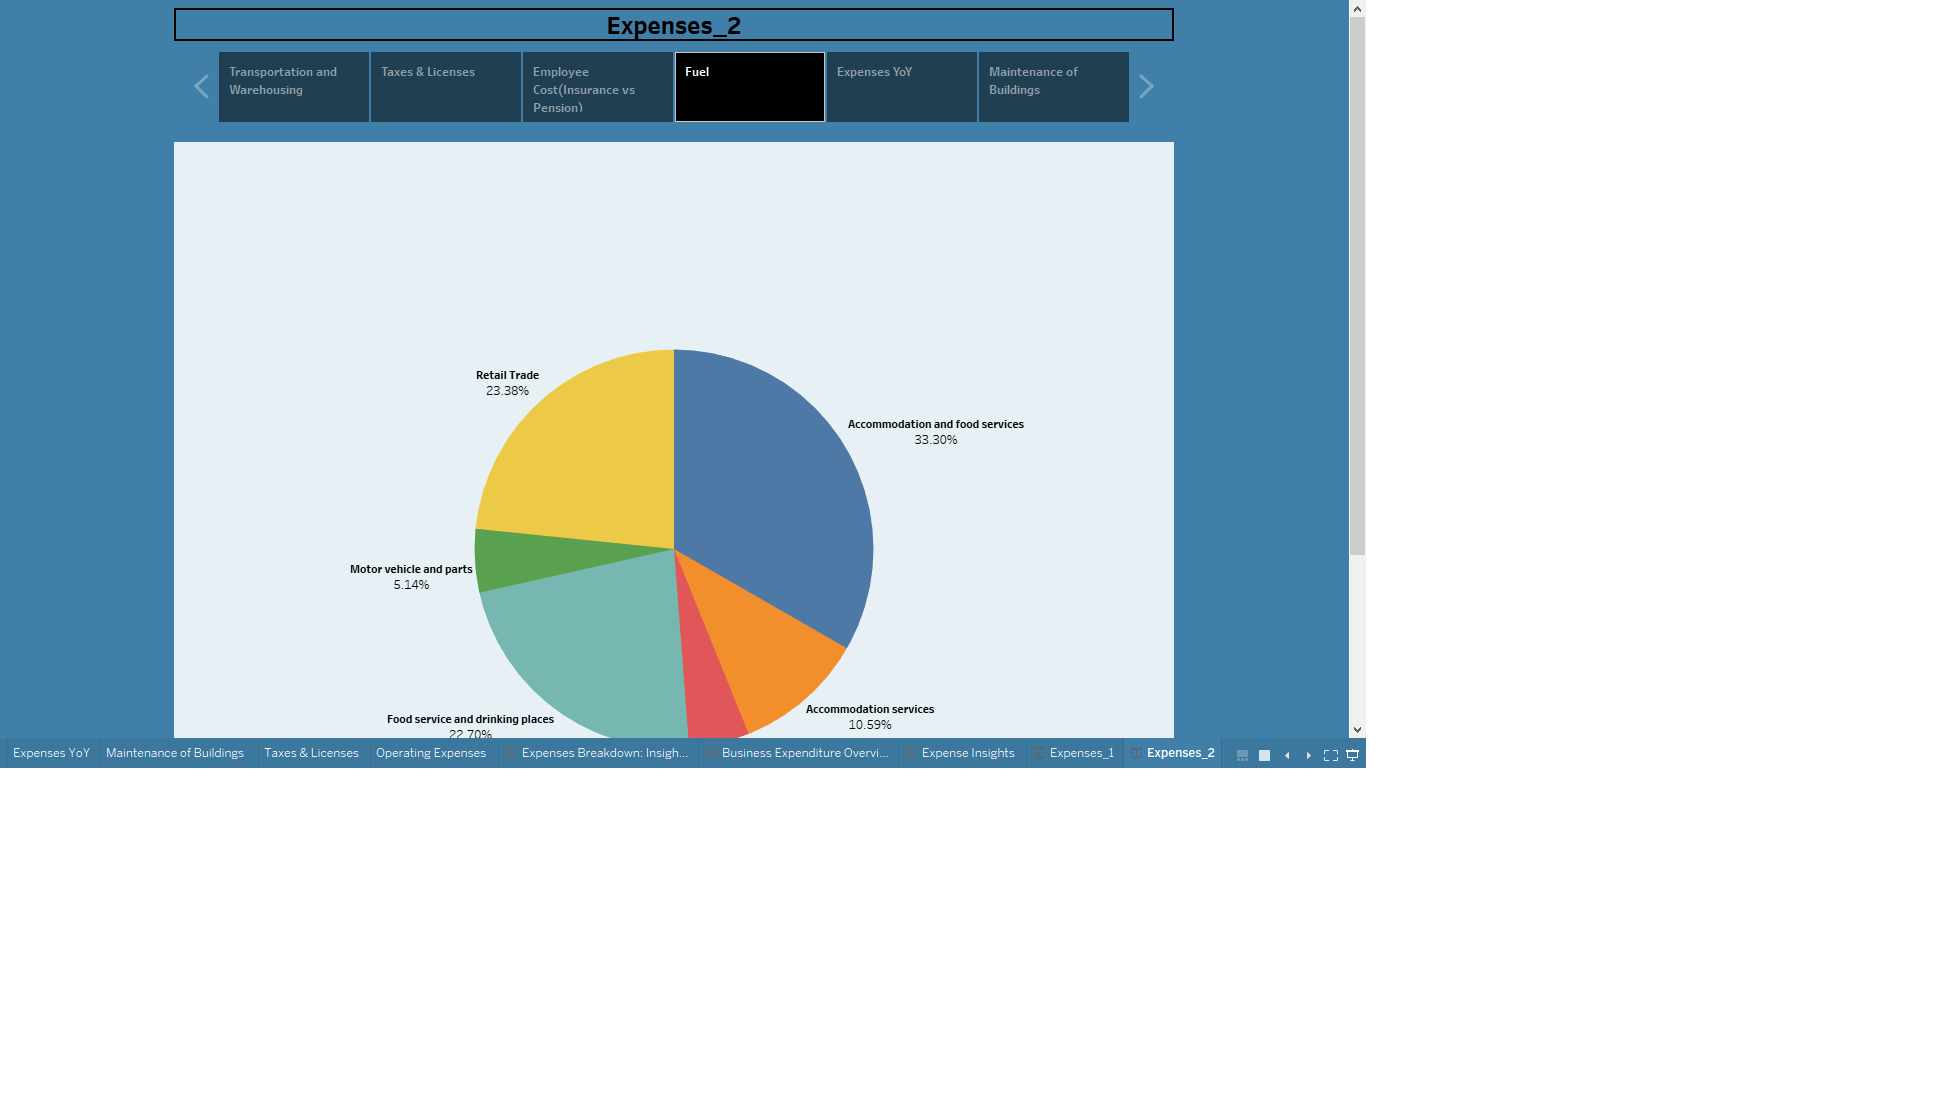 Expenses_2
Transportation and
Warehousing
Taxes & Licenses
Employee
Cost(Insurance vs
Pension)
Fuel
Expenses YoY
Maintenance of
Buildings
Retail Trade
23.38%
Accommodation and food services
33.30%
Motor vehicle and parts
5.14%
Accommodation services
10.59%
Food service and drinking places
22.70%
Expenses YoY
Maintenance of Buildings
Taxes & Licenses
Operating Expenses
Expenses Breakdown: Insigh...
Business Expenditure Overvi...
Expense Insights
Expenses_1
Expenses_2